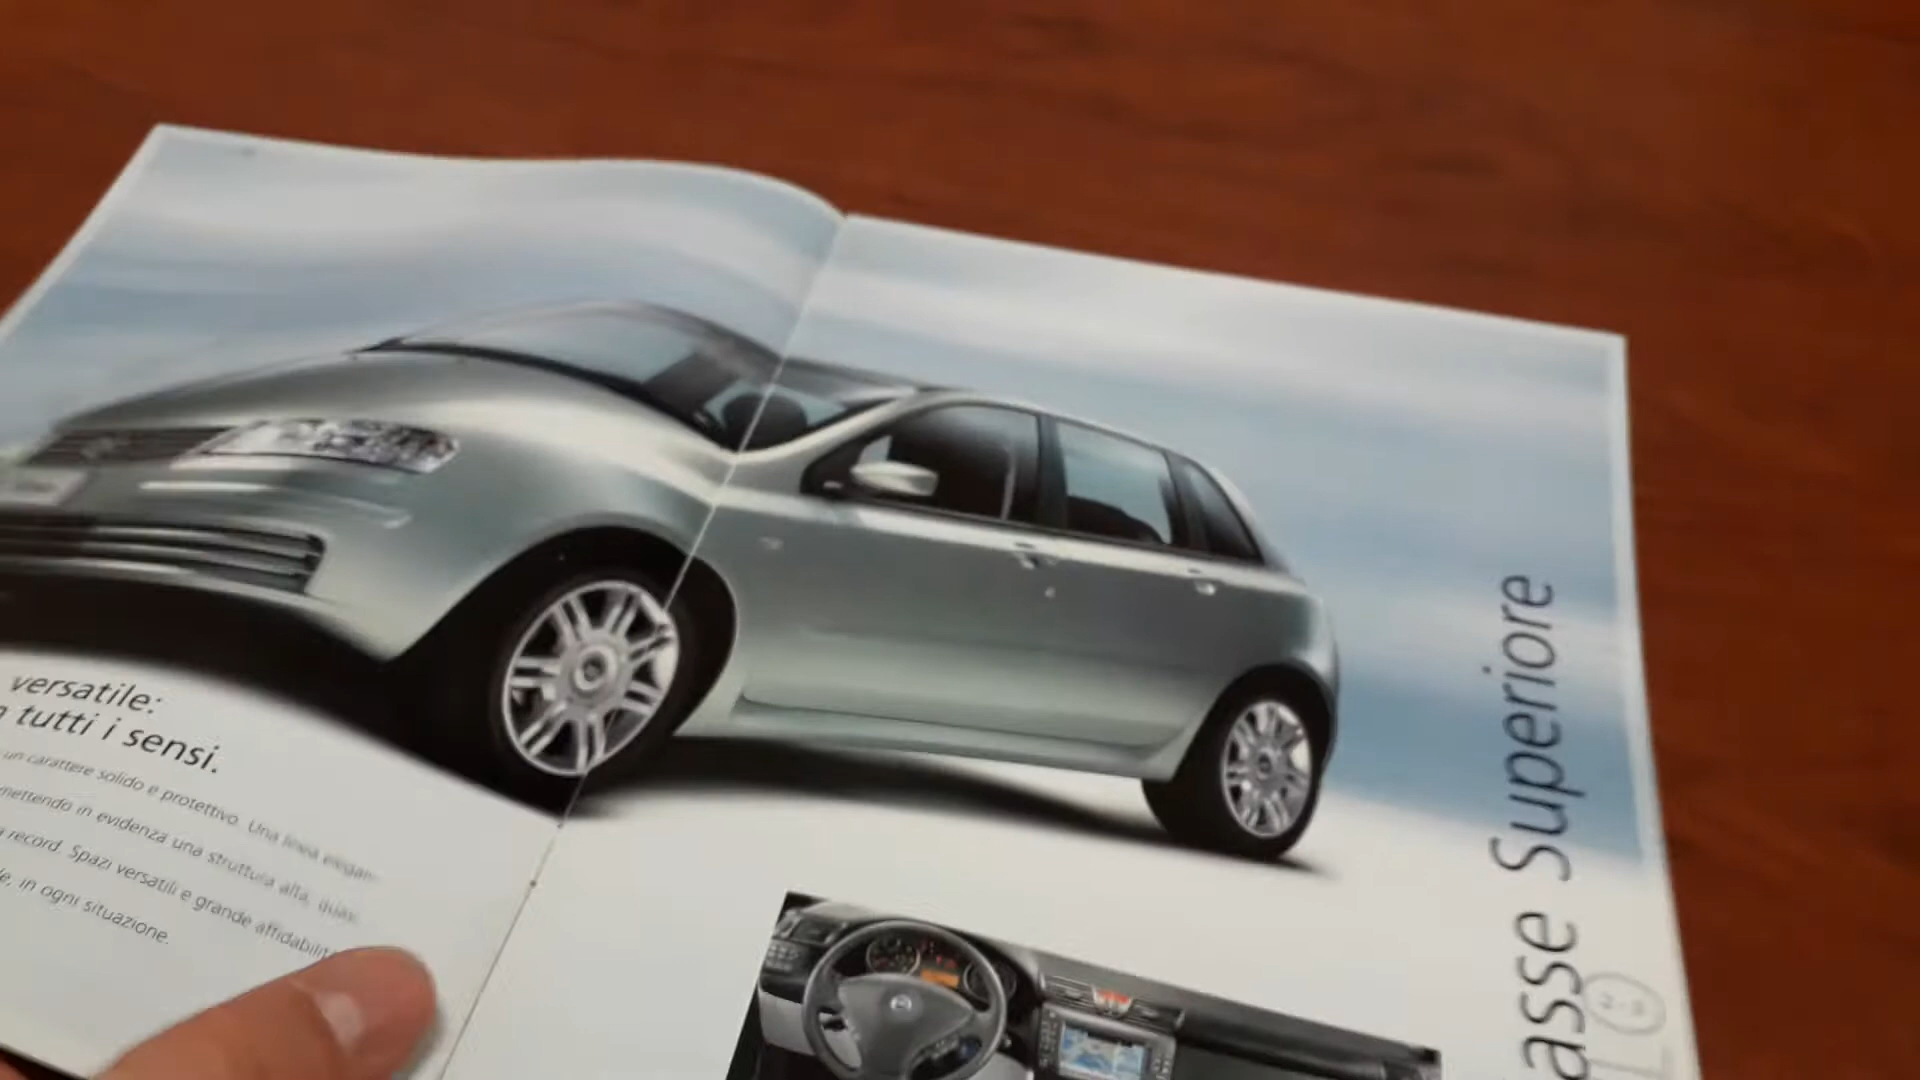 versatile:
tutti i sensi.
un carattere solido e protettivo. Una linea elegan
mettendo in evidenza una struttura alta, quasi
record. Spazi versatili e grande affidabilit
in ogni situazione.
asse Superiore